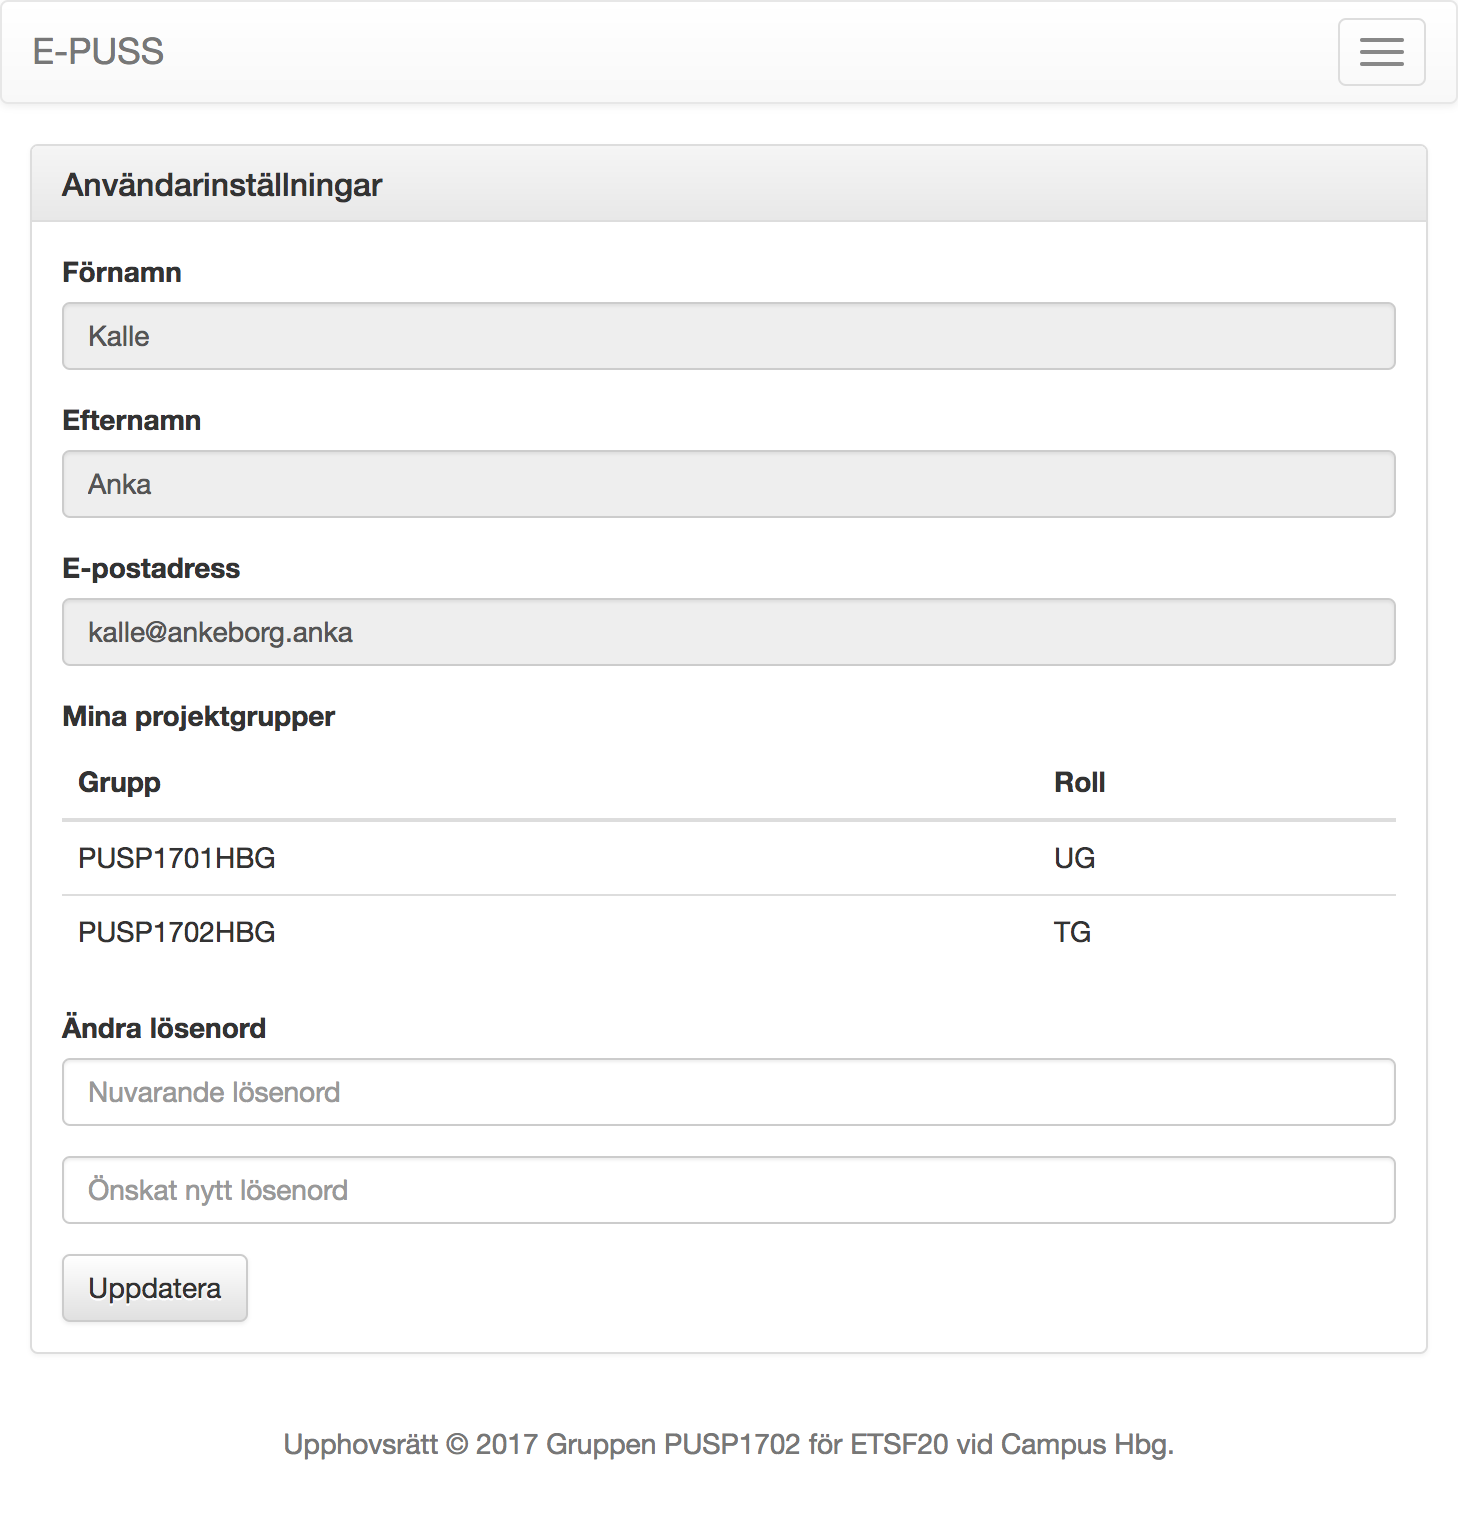 E-PUSS
Användarinställningar
Förnamn
Kalle
Efternamn
Anka
E-postadress
kalle@ankeborg.anka
Mina projektgrupper
Grupp Roll
PUSP1701HBG UG
PUSP1702HBG TG
Ändra lösenord
Nuvarande lösenord
Önskat nytt lösenord
Uppdatera
Upphovsrätt © 2017 Gruppen PUSP1702 för ETSF20 vid Campus Hbg.